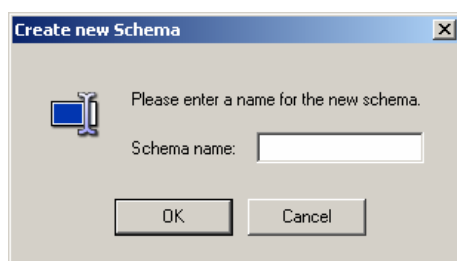 Create new Schema
Please enter a name for the new schema.
Schema name:
OK Cancel